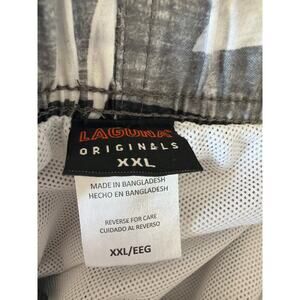 LAGUNA
ORIGINALS
XXL
MADE IN BANGLADESH
HECHO EN BANGLADESH
REVERSE FOR CARE
CUIDADO AL REVERSO
XXL/EEG